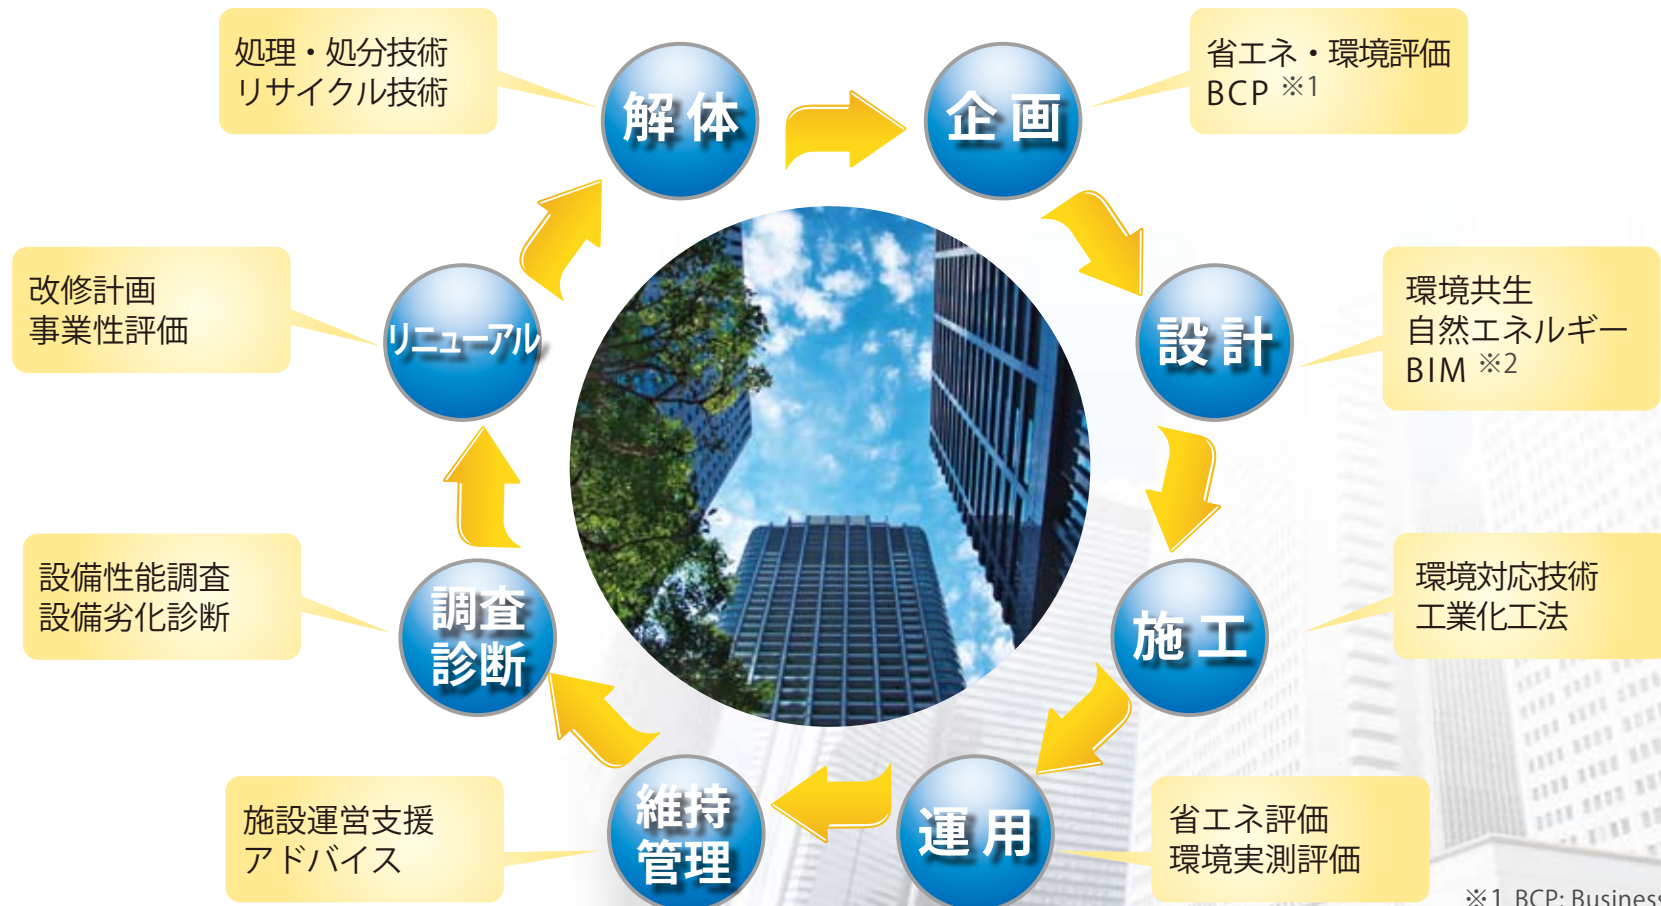 処理・処分技術
リサイクル技術
解体
企画
省エネ・環境評価
BCP ※1
改修計画
事業性評価
リニューアル
設計
環境共生
自然エネルギー
BIM ※2
設備性能調査
設備劣化診断
調査
診断
施工
環境対応技術
工業化工法
施設運営支援
アドバイス
維持
管理
運用
省エネ評価
環境実測評価
※1 BCP: Business